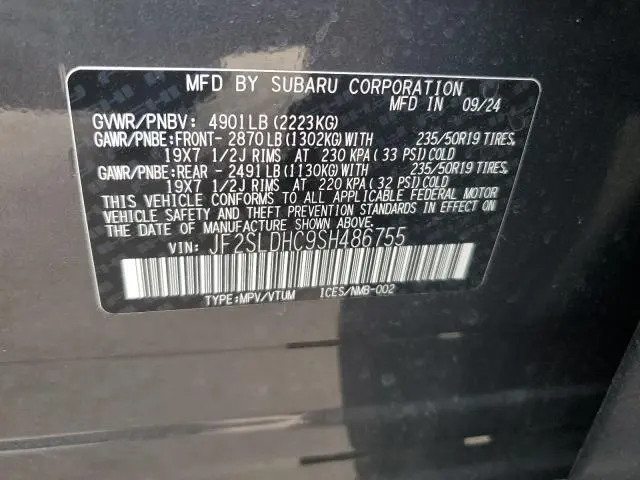 MFD BY SUBARU CORPORATION
MFD IN 09/24
GVWR/PNBV: 4901LB(2223KG)
GAWR/PNBE:FRONT-2870LB(1302KG)WITH 235/50R19 TIRES,
19X7 1/2J RIMS AT 230 KPA(33 PSI)COLD
GAWR/PNBE:REAR -2491LB(1130KG)WITH 235/50R19 TIRES,
19X7 1/2J RIMS AT 220 KPA(32 PSI)COLD
THIS VEHICLE CONFORMS TO ALL APPLICABLE FEDERAL MOTOR
VEHICLE SAFETY AND THEFT PREVENTION STANDARDS IN EFFECT ON
THE DATE OF MANUFACTURE SHOWN ABOVE.
VIN: JF2SLDHC9SH486755
TYPE:MPV/VTUM ICES/NMB-002